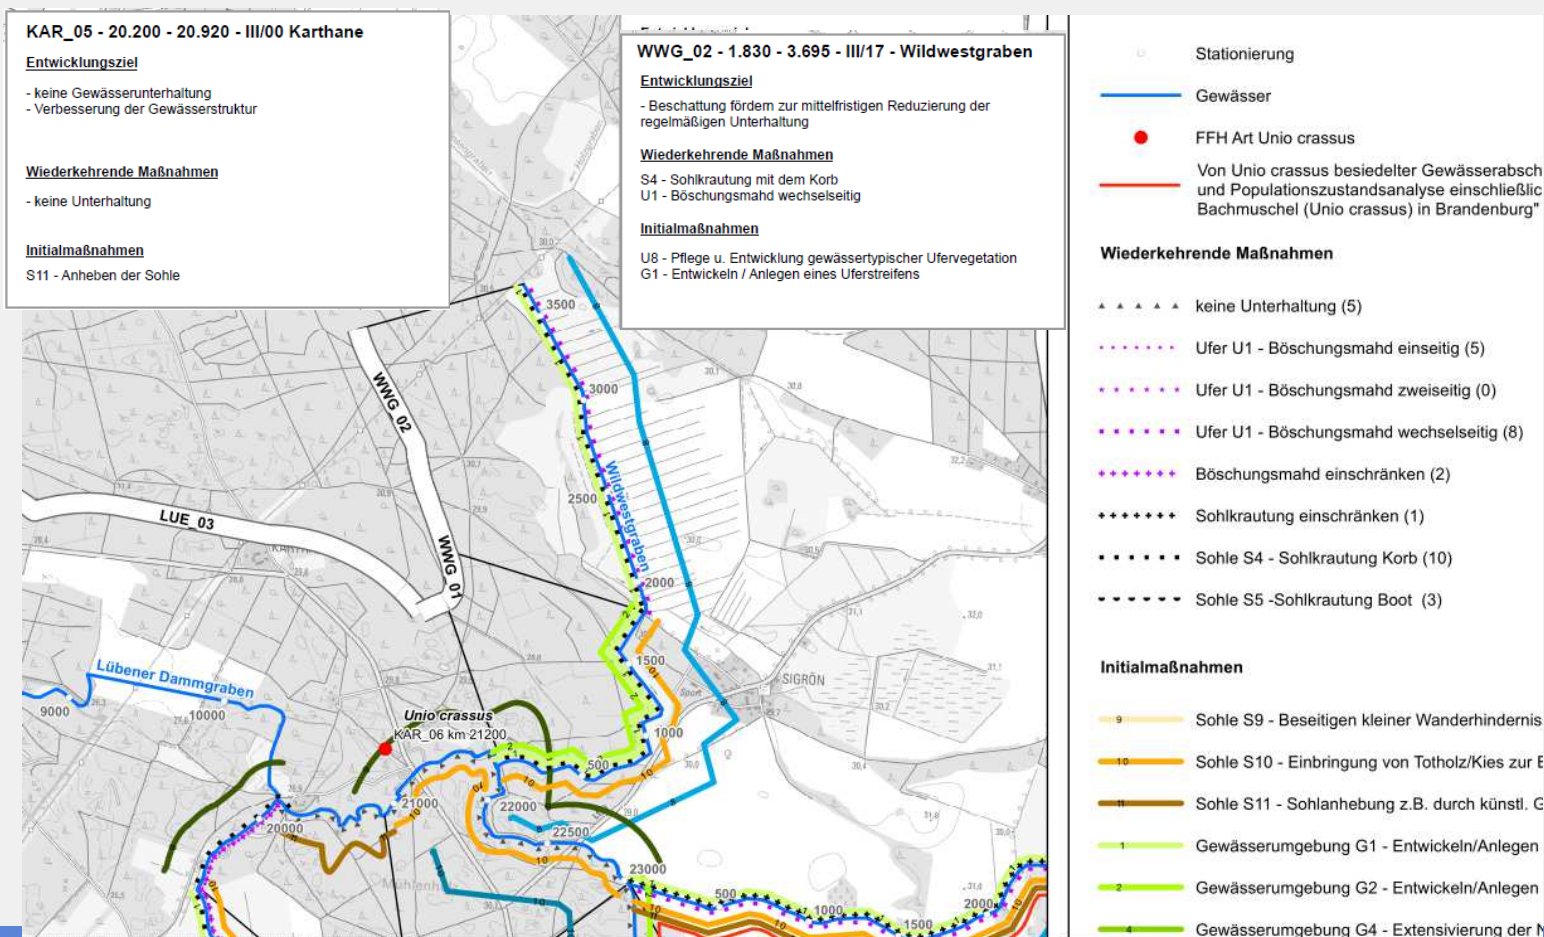 KAR_05 - 20.200 - 20.920 - III/00 Karthane
Entwicklungsziel
- keine Gewässerunterhaltung
- Verbesserung der Gewässerstruktur
Wiederkehrende Maßnahmen
- keine Unterhaltung
Initialmaßnahmen
S11 - Anheben der Sohle
WWG_02 - 1.830 - 3.695 - III/17 - Wildwestgraben
Entwicklungsziel
- Beschattung fördern zur mittelfristigen Reduzierung der
regelmäßigen Unterhaltung
Wiederkehrende Maßnahmen
S4 - Sohlkrautung mit dem Korb
U1 - Böschungsmahd wechselseitig
Initialmaßnahmen
U8 - Pflege u. Entwicklung gewässertypischer Ufervegetation
G1 - Entwickeln / Anlegen eines Uferstreifens
3500
3000
WWG_02
Wildwestgraben
2500
LUE_03
WWG_01
2000
1500
SIGRÖN
Sport
Lübener Dammgraben
9000
10000
Unio crassus
KAR_06 km 21200
1000
500
21000
22000
20000
22500
23000
500
1000
1500
2000
Stationierung
Gewässer
FFH Art Unio crassus
Von Unio crassus besiedelter Gewässerabsch
und Populationszustandsanalyse einschließlic
Bachmuschel (Unio crassus) in Brandenburg"
Wiederkehrende Maßnahmen
keine Unterhaltung (5)
Ufer U1 - Böschungsmahd einseitig (5)
Ufer U1 - Böschungsmahd zweiseitig (0)
Ufer U1 - Böschungsmahd wechselseitig (8)
Böschungsmahd einschränken (2)
Sohlkrautung einschränken (1)
Sohle S4 - Sohlkrautung Korb (10)
Sohle S5 -Sohlkrautung Boot (3)
Initialmaßnahmen
9 Sohle S9 - Beseitigen kleiner Wanderhindernis
10 Sohle S10 - Einbringung von Totholz/Kies zur E
11 Sohle S11 - Sohlanhebung z.B. durch künstl. G
1 Gewässerumgebung G1 - Entwickeln/Anlegen
2 Gewässerumgebung G2 - Entwickeln/Anlegen
4 Gewässerumgebung G4 - Extensivierung der N